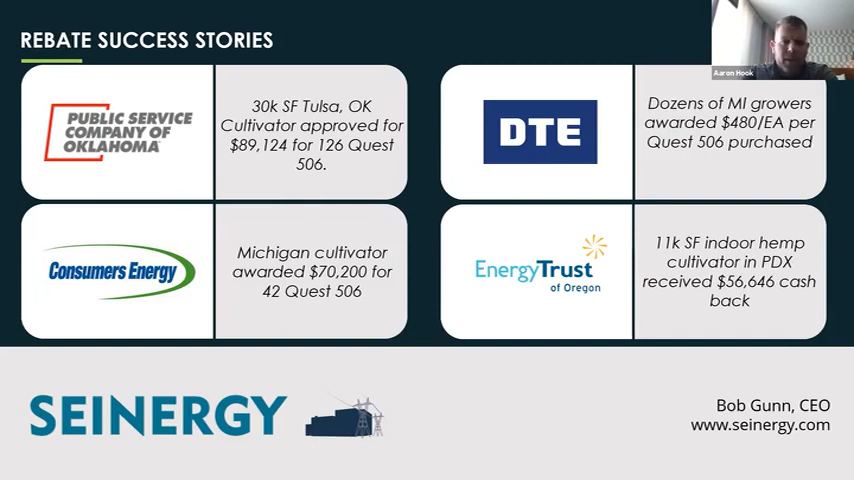 REBATE SUCCESS STORIES
Aaron Hook
PUBLIC SERVICE
COMPANY OF
OKLAHOMA
30k SF Tulsa, OK
Cultivator approved for
$89,124 for 126 Quest
506.
DTE
Dozens of MI growers
awarded $480/EA per
Quest 506 purchased
Consumers Energy
Michigan cultivator
awarded $70,200 for
42 Quest 506
EnergyTrust
of Oregon
11k SF indoor hemp
cultivator in PDX
received $56,646 cash
back
SEINERGY
Bob Gunn, CEO
www.seinergy.com